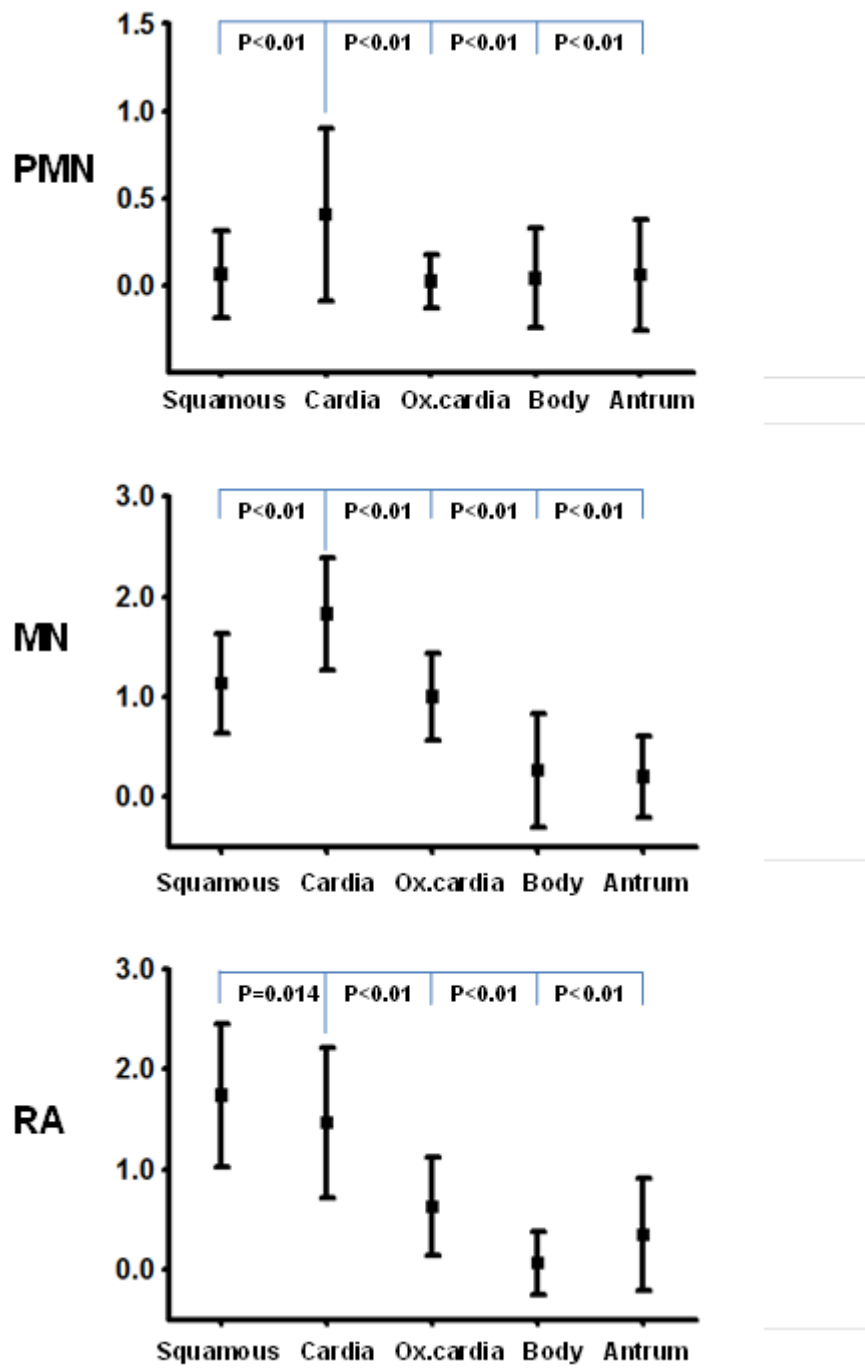 1.5
P<0.01 P<0.01 P<0.01 P<0.01
1.0
PMN
0.5
0.0
Squamous Cardia Ox.cardia Body Antrum
3.0
P<0.01 P<0.01 P<0.01 P<0.01
2.0
MN
1.0
0.0
Squamous Cardia Ox.cardia Body Antrum
3.0
P=0.014 P<0.01 P<0.01 P<0.01
2.0
RA
1.0
0.0
Squamous Cardia Ox.cardia Body Antrum